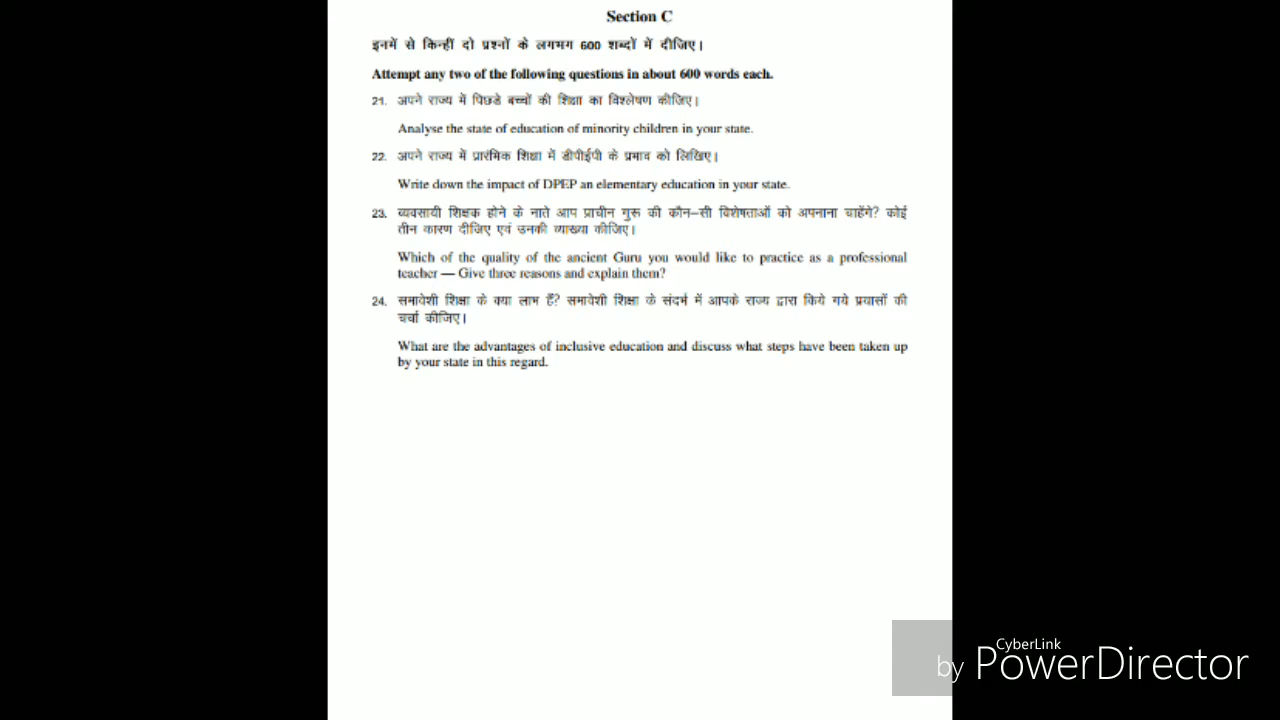 Section C
इनमें से किन्हीं दो प्रश्नों के लगभग 600 शब्दों में दीजिए।
Attempt any two of the following questions in about 600 words each.
21. अपने राज्य में पिछडे बच्चों की शिक्षा का विश्लेषण कीजिए।
Analyse the state of education of minority children in your state.
22. अपने राज्य में प्रारंमिक शिक्षा में डीपीईपी के प्रभाव को लिखिए।
Write down the impact of DPEP an elementary education in your state.
23. व्यवसायी शिक्षक होने के नाते आप प्राचीन गुरू की कौन–सी विशेषताओं को अपनाना चाहेंगे? कोई
तीन कारण दीजिए एवं उनकी व्याख्या कीजिए।
Which of the quality of the ancient Guru you would like to practice as a professional
teacher — Give three reasons and explain them?
24. समावेशी शिक्षा के क्या लाभ हैं? समावेशी शिक्षा के संदर्भ में आपके राज्य द्वारा किये गये प्रयासों की
चर्चा कीजिए।
What are the advantages of inclusive education and discuss what steps have been taken up
by your state in this regard.
CyberLink
by PowerDirector